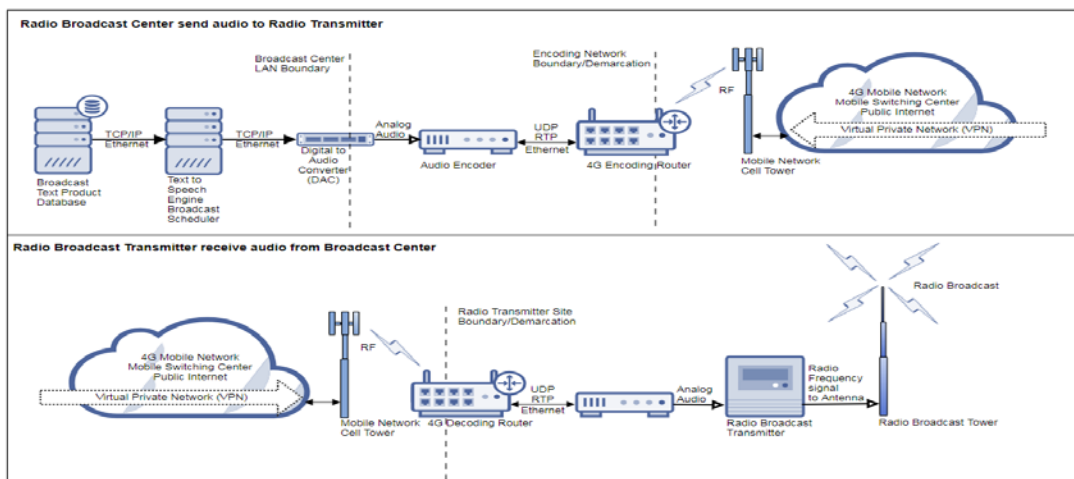 Radio Broadcast Center send audio to Radio Transmitter
Broadcast Center
LAN Boundary
Encoding Network
Boundary/Demarcation
RF
4G Mobile Network
Mobile Switching Center
Public Internet
Virtual Private Network (VPN)
TCP/IP
Ethernet
TCP/IP
Ethernet
Analog
Audio
UDP
RTP
Ethernet
Digital to
Audio
Converter
(DAC)
Audio Encoder
4G Encoding Router
Mobile Network
Cell Tower
Broadcast
Text Product
Database
Text to
Speech
Engine
Broadcast
Scheduler
Radio Broadcast Transmitter receive audio from Broadcast Center
Radio Broadcast
Radio Transmitter Site
Boundary/Demarcation
RF
4G Mobile Network
Mobile Switching Center
Public Internet
Virtual Private Network (VPN)
UDP
RTP
Ethernet
Analog
Audio
Radio
Frequency
signal
to Antenna
Mobile Network
Cell Tower
4G Decoding Router
Radio Broadcast
Transmitter
Radio Broadcast Tower